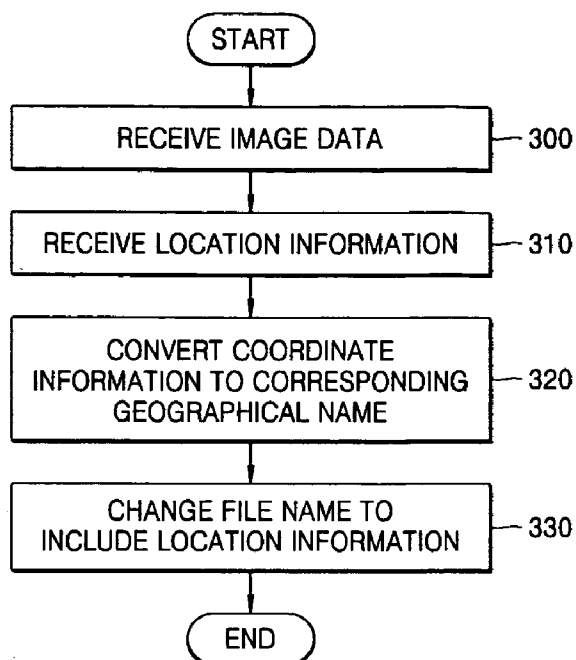 START
RECEIVE IMAGE DATA
300
RECEIVE LOCATION INFORMATION
310
CONVERT COORDINATE
INFORMATION TO CORRESPONDING
GEOGRAPHICAL NAME
320
CHANGE FILE NAME TO
INCLUDE LOCATION INFORMATION
330
END